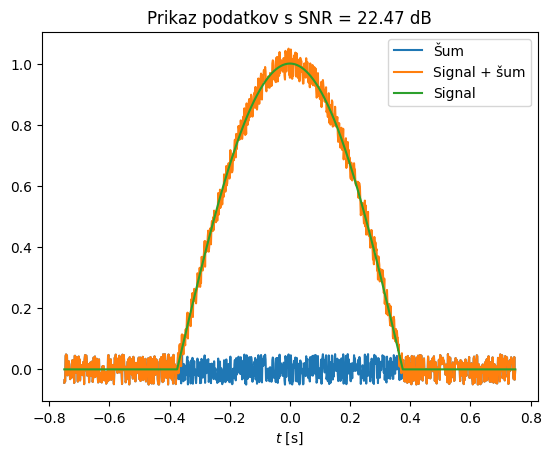 Prikaz podatkov s SNR = 22.47 dB
Šum
Signal + šum
Signal
1.0
0.8
0.6
0.4
0.2
0.0
−0.8 −0.6 −0.4 −0.2 0.0 0.2 0.4 0.6 0.8
t [s]